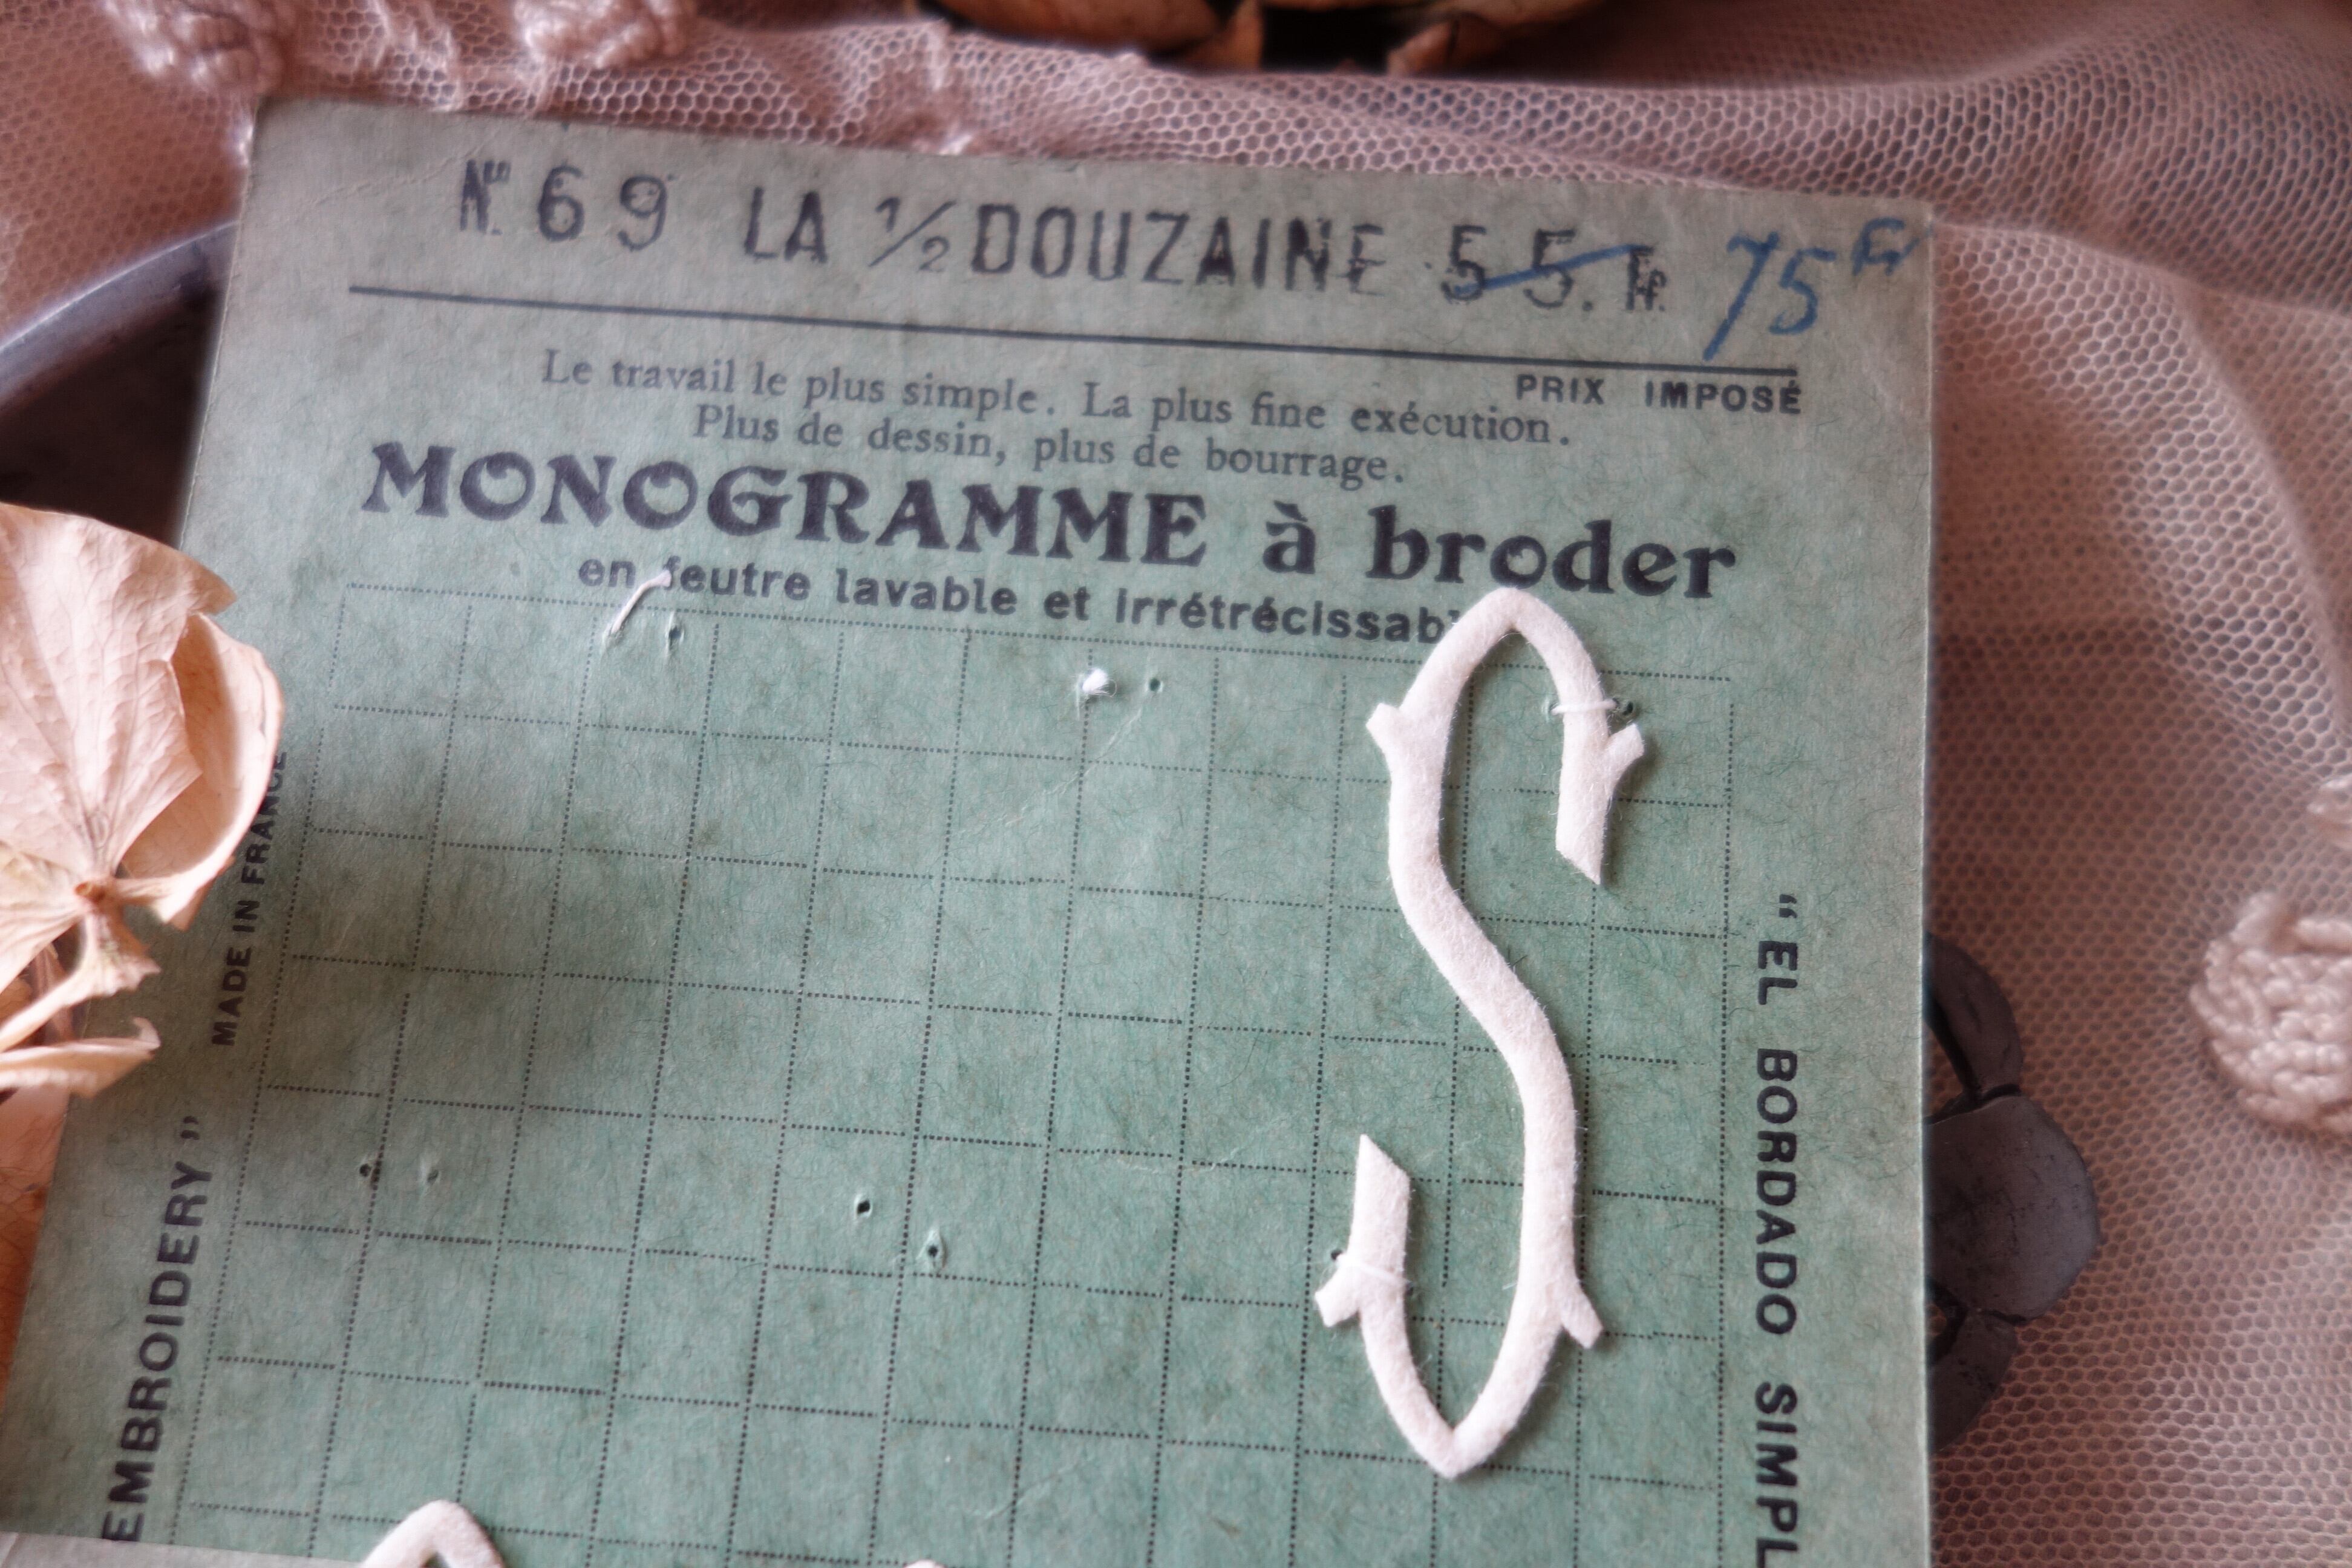 No. 69 LA ½ DOUZAINE 55. Fr. 75 Fr
PRIX IMPOSÉ
Le travail le plus simple. La plus fine exécution.
Plus de dessin, plus de bourrage.
MONOGRAMME à broder
en feutre lavable et irrétrécissab
MADE IN FRANCE
EMBROIDERY”
“EL BORDADO SIMPL